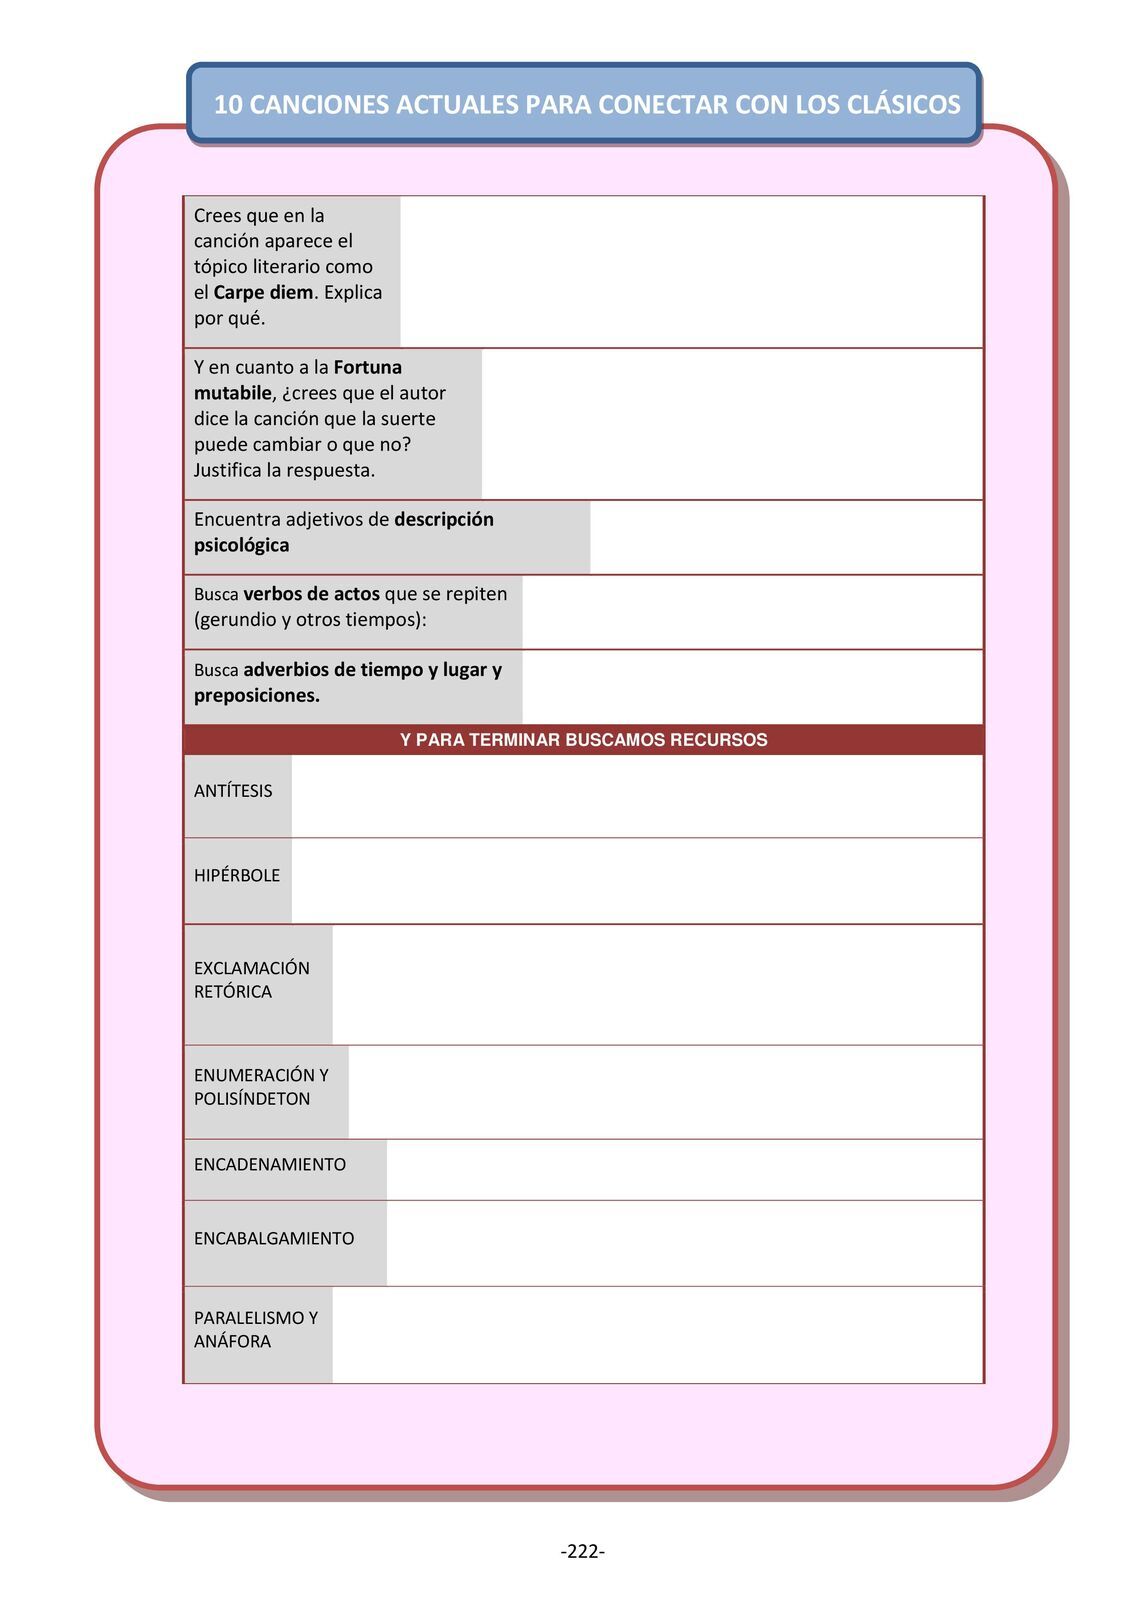 10 CANCIONES ACTUALES PARA CONECTAR CON LOS CLÁSICOS
Crees que en la
canción aparece el
tópico literario como
el Carpe diem. Explica
por qué.
Y en cuanto a la Fortuna
mutabile, ¿crees que el autor
dice la canción que la suerte
puede cambiar o que no?
Justifica la respuesta.
Encuentra adjetivos de descripción
psicológica
Busca verbos de actos que se repiten
(gerundio y otros tiempos):
Busca adverbios de tiempo y lugar y
preposiciones.
Y PARA TERMINAR BUSCAMOS RECURSOS
ANTÍTESIS
HIPÉRBOLE
EXCLAMACIÓN
RETÓRICA
ENUMERACIÓN Y
POLISÍNDETON
ENCADENAMIENTO
ENCABALGAMIENTO
PARALELISMO Y
ANÁFORA
-222-